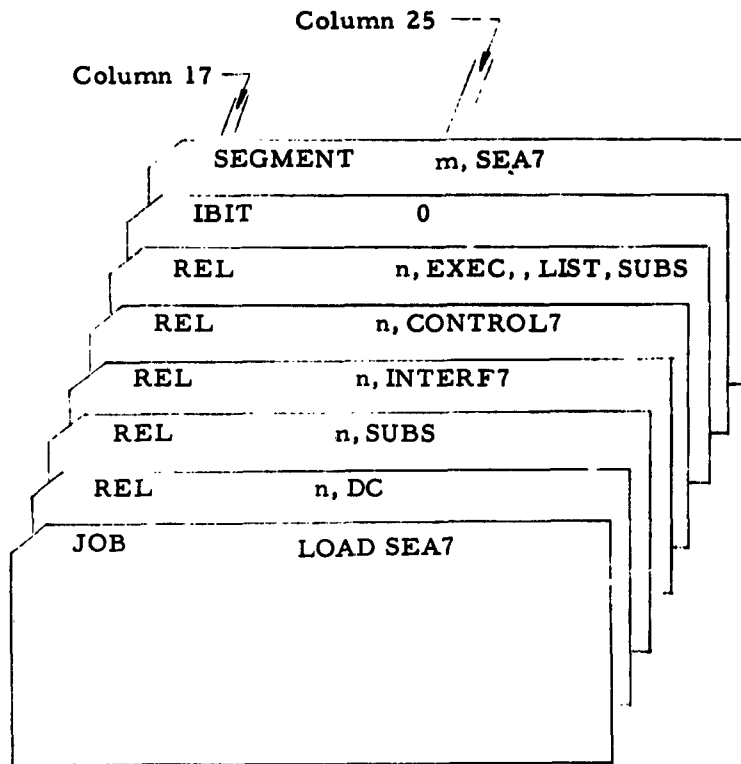 Column 25
Column 17
SEGMENT m, SEA7
IBIT 0
REL n, EXEC, , LIST, SUBS
REL n, CONTROL7
REL n, INTERF7
REL n, SUBS
REL n, DC
JOB LOAD SEA7